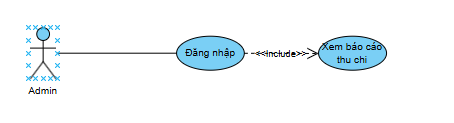 Đăng nhập
<<Include>>
Xem báo cáo
thu chi
Admin